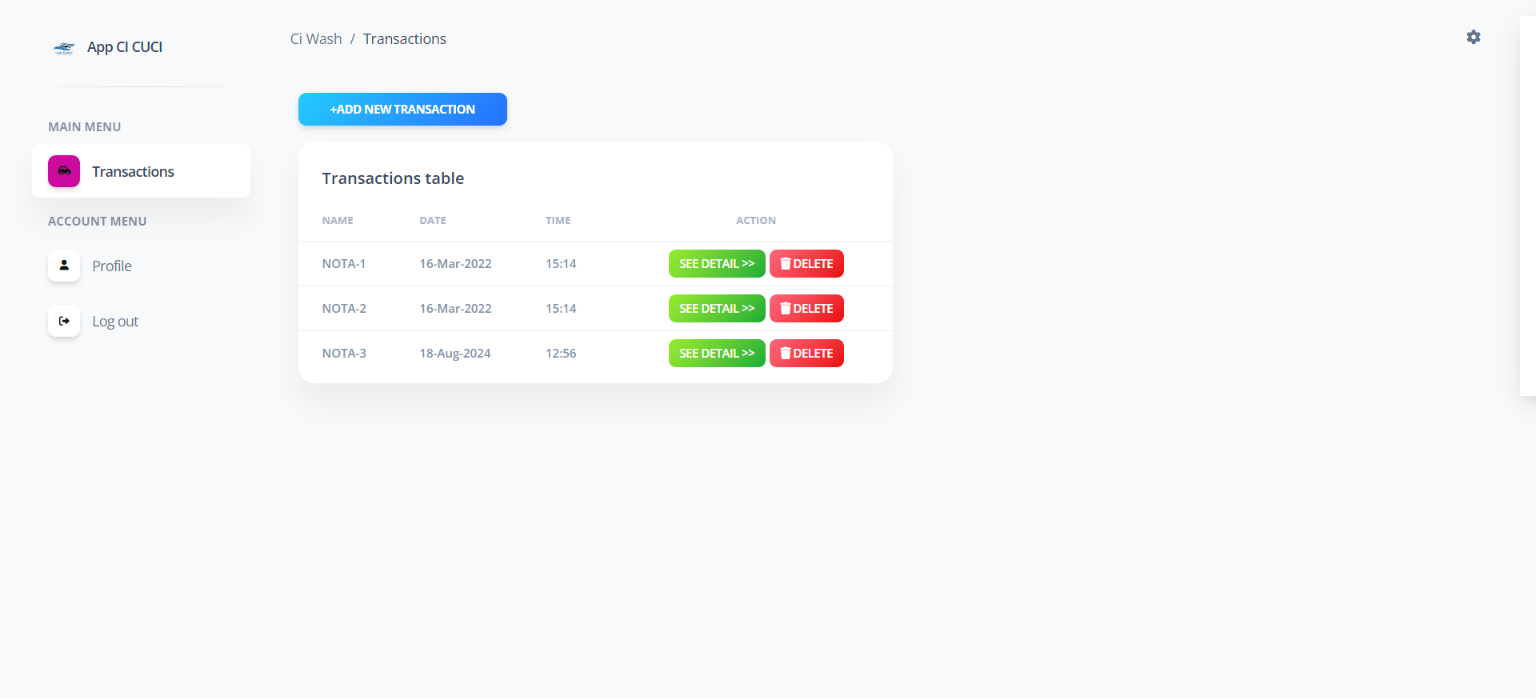 App CI CUCI
Ci Wash / Transactions
+ADD NEW TRANSACTION
MAIN MENU
Transactions
ACCOUNT MENU
Profile
Log out
Transactions table
NAME DATE TIME ACTION
NOTA-1 16-Mar-2022 15:14 SEE DETAIL >> DELETE
NOTA-2 16-Mar-2022 15:14 SEE DETAIL >> DELETE
NOTA-3 18-Aug-2024 12:56 SEE DETAIL >> DELETE